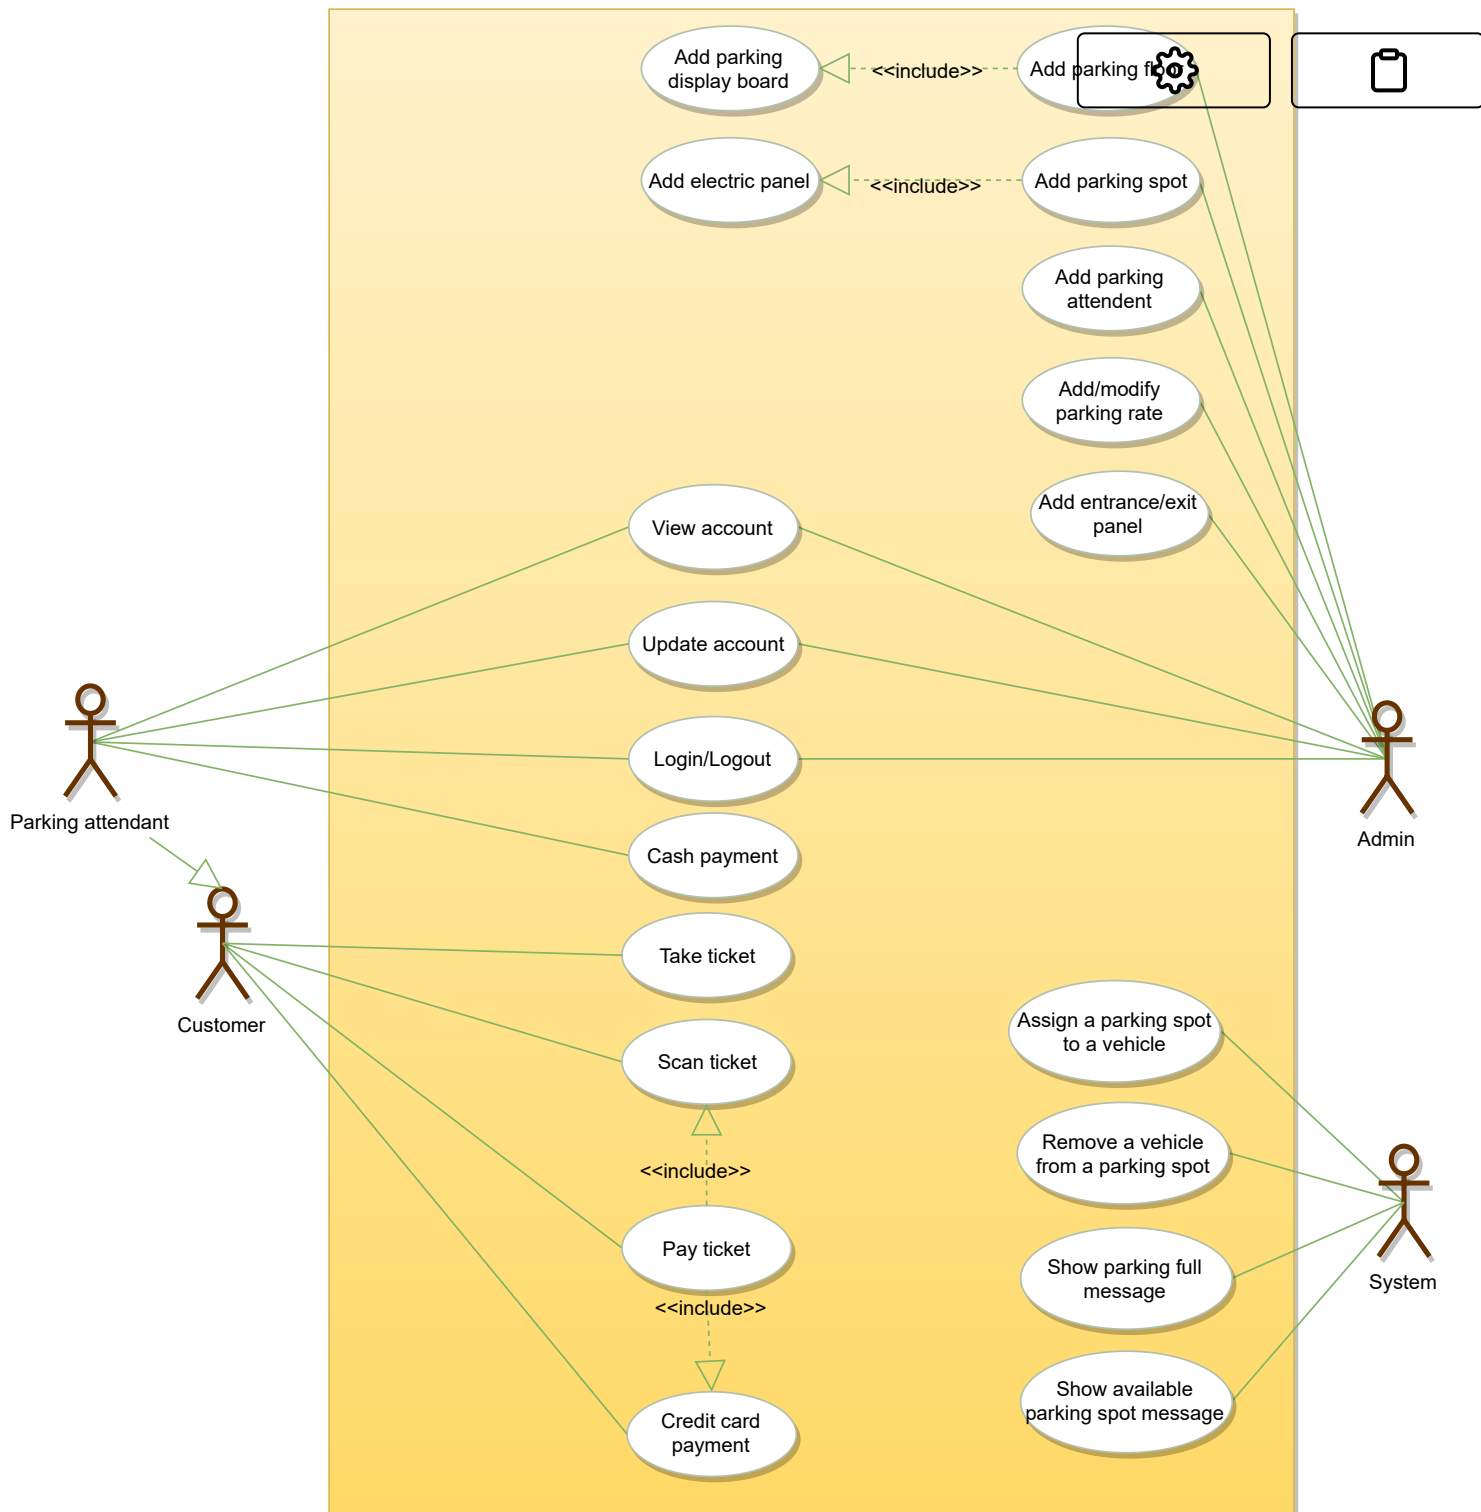 Add parking
display board
<<include>>
Add parking floor
Add electric panel
<<include>>
Add parking spot
Add parking
attendent
Add/modify
parking rate
Add entrance/exit
panel
View account
Update account
Login/Logout
Parking attendant
Admin
Cash payment
Take ticket
Customer
Scan ticket
Assign a parking spot
to a vehicle
Remove a vehicle
from a parking spot
<<include>>
Pay ticket
Show parking full
message
System
<<include>>
Show available
parking spot message
Credit card
payment